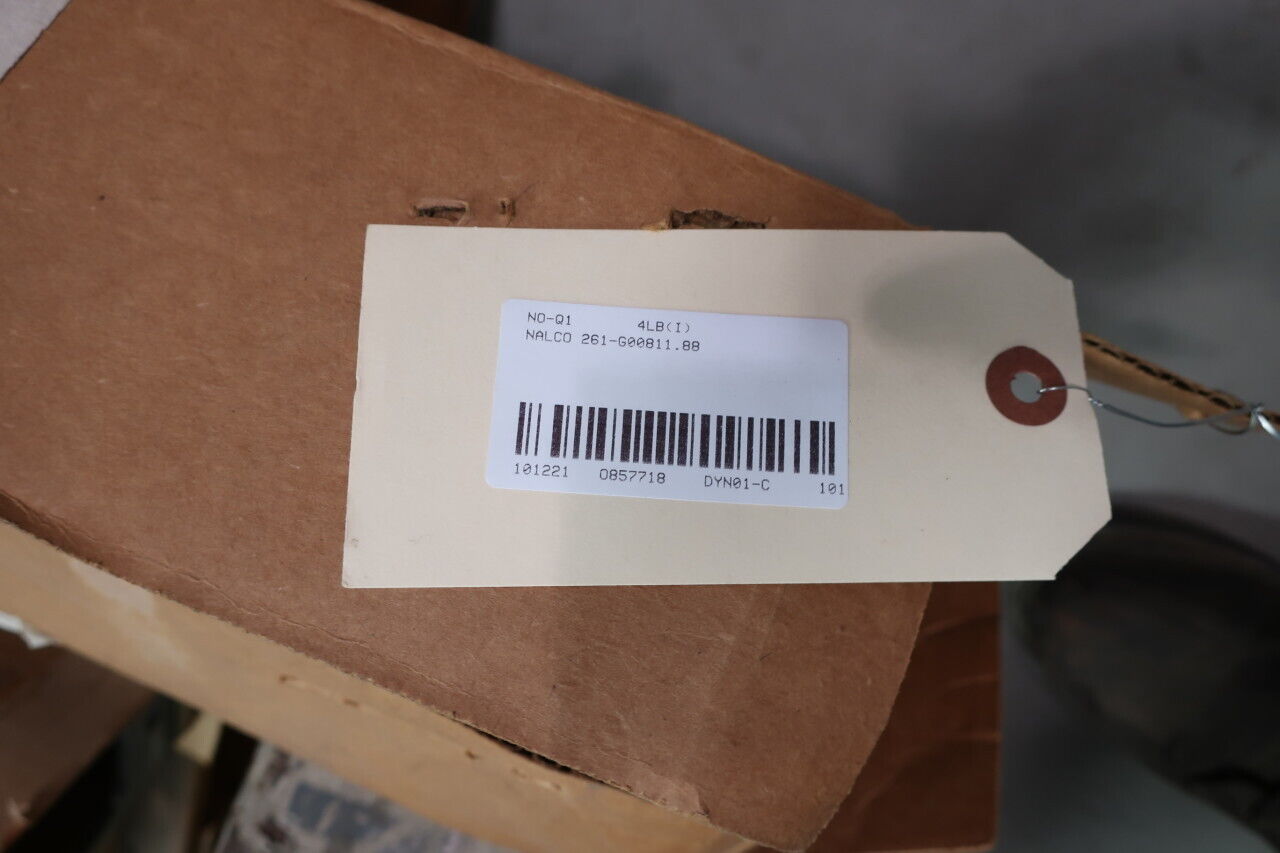 NO-Q1 4LB(I)
NALCO 261-G00811.88
101221 0857718 DYN01-C 101